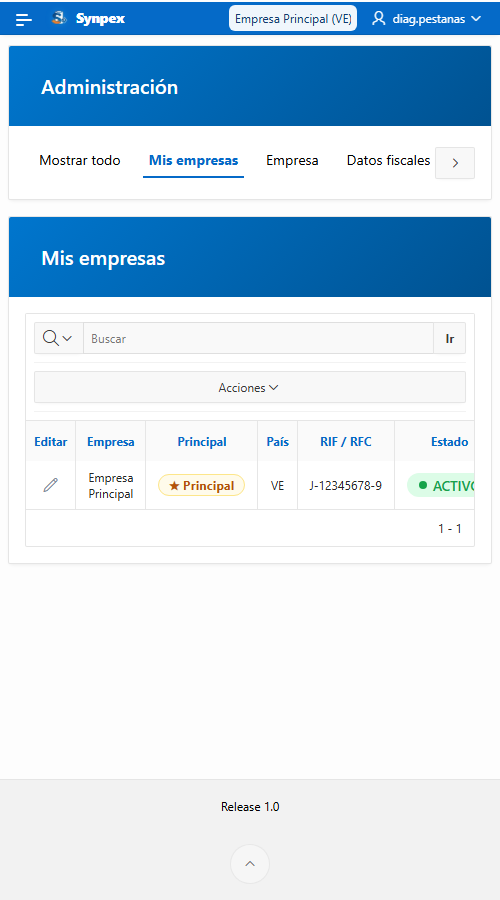 Synpex
Empresa Principal (VE)
diag.pestanas
Administración
Mostrar todo
Mis empresas
Empresa
Datos fiscales
Mis empresas
Buscar
Ir
Acciones
Editar
Empresa
Principal
País
RIF / RFC
Estado
Empresa
Principal
★ Principal
VE
J-12345678-9
ACTIVO
1 - 1
Release 1.0